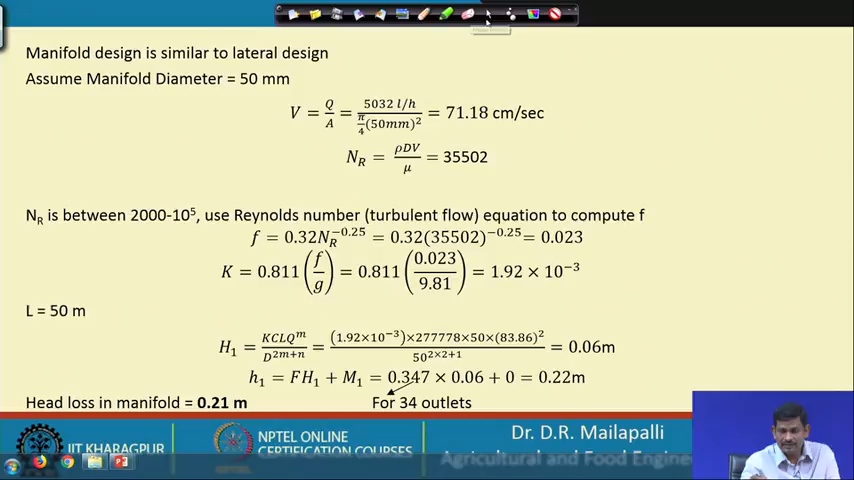 Manifold design is similar to lateral design
Assume Manifold Diameter = 50 mm
V = Q/A = 5032 l/h / π/4 (50mm)² = 71.18 cm/sec
N_R = ρDV/μ = 35502
N_R is between 2000-10⁵, use Reynolds number (turbulent flow) equation to compute f
f = 0.32N_R^−0.25 = 0.32(35502)^−0.25 = 0.023
K = 0.811 (f/g) = 0.811 (0.023/9.81) = 1.92 × 10⁻³
L = 50 m
H₁ = KCLQ^m / D^2m+n = (1.92×10⁻³)×277778×50×(83.86)² / 50^2×2+1 = 0.06m
h₁ = FH₁ + M₁ = 0.347 × 0.06 + 0 = 0.22m
Head loss in manifold = 0.21 m
For 34 outlets
IIT KHARAGPUR
NPTEL ONLINE
CERTIFICATION COURSES
Dr. D.R. Mailapalli
Agricultural and Food Engine